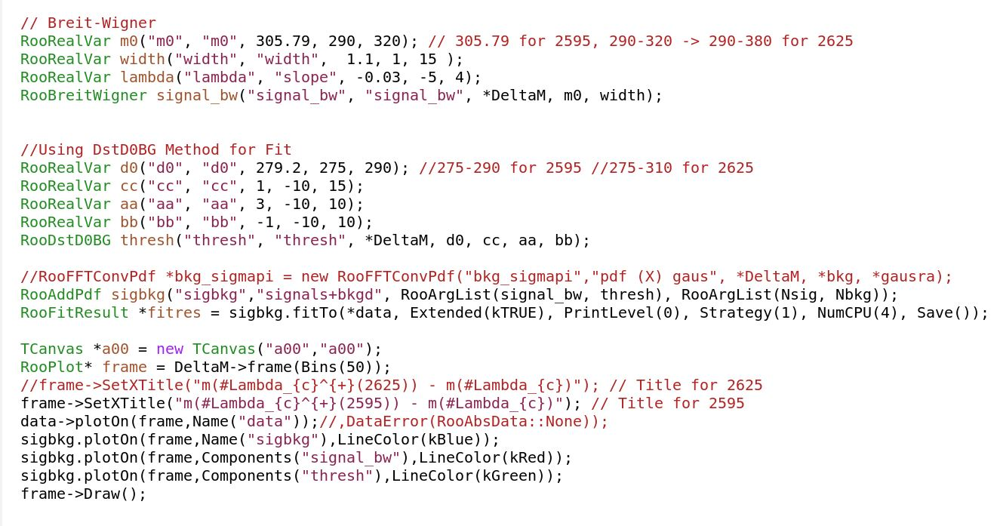 // Breit-Wigner
RooRealVar m0("m0", "m0", 305.79, 290, 320); // 305.79 for 2595, 290-320 -> 290-380 for 2625
RooRealVar width("width", "width",  1.1, 1, 15 );
RooRealVar lambda("lambda", "slope", -0.03, -5, 4);
RooBreitWigner signal_bw("signal_bw", "signal_bw", *DeltaM, m0, width);
//Using DstD0BG Method for Fit
RooRealVar d0("d0", "d0", 279.2, 275, 290); //275-290 for 2595 //275-310 for 2625
RooRealVar cc("cc", "cc", 1, -10, 15);
RooRealVar aa("aa", "aa", 3, -10, 10);
RooRealVar bb("bb", "bb", -1, -10, 10);
RooDstD0BG thresh("thresh", "thresh", *DeltaM, d0, cc, aa, bb);
//RooFFTConvPdf *bkg_sigmapi = new RooFFTConvPdf("bkg_sigmapi","pdf (X) gaus", *DeltaM, *bkg, *gausra);
RooAddPdf sigbkg("sigbkg","signals+bkgd", RooArgList(signal_bw, thresh), RooArgList(Nsig, Nbkg));
RooFitResult *fitres = sigbkg.fitTo(*data, Extended(kTRUE), PrintLevel(0), Strategy(1), NumCPU(4), Save());
TCanvas *a00 = new TCanvas("a00","a00");
RooPlot* frame = DeltaM->frame(Bins(50));
//frame->SetXTitle("m(#Lambda_{c}^{+}(2625)) - m(#Lambda_{c})"); // Title for 2625
frame->SetXTitle("m(#Lambda_{c}^{+}(2595)) - m(#Lambda_{c})"); // Title for 2595
data->plotOn(frame,Name("data"));//,DataError(RooAbsData::None));
sigbkg.plotOn(frame,Name("sigbkg"),LineColor(kBlue));
sigbkg.plotOn(frame,Components("signal_bw"),LineColor(kRed));
sigbkg.plotOn(frame,Components("thresh"),LineColor(kGreen));
frame->Draw();